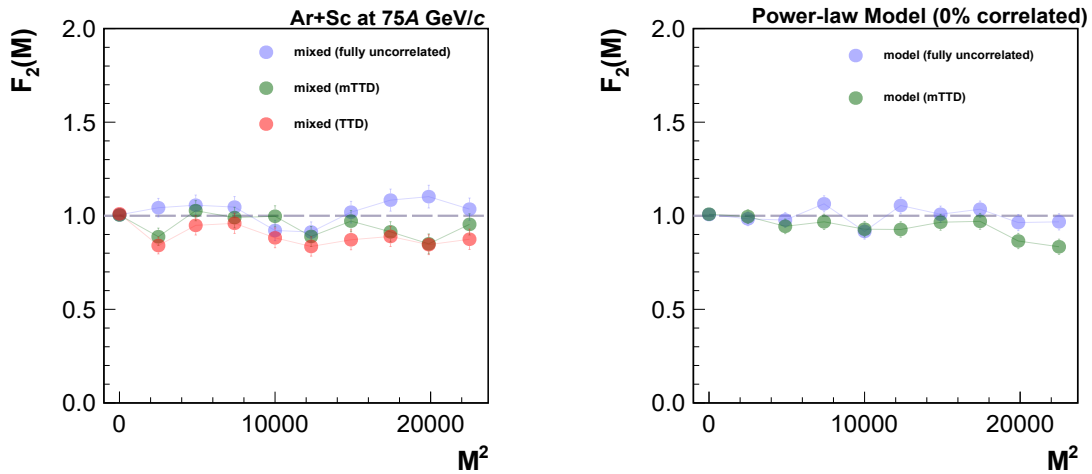 Ar+Sc at 75A GeV/c
F₂(M)
2.0
1.5
1.0
0.5
0.0
mixed (fully uncorrelated)
mixed (mTTD)
mixed (TTD)
0
10000
20000
M²
Power-law Model (0% correlated)
F₂(M)
2.0
1.5
1.0
0.5
0.0
model (fully uncorrelated)
model (mTTD)
0
10000
20000
M²